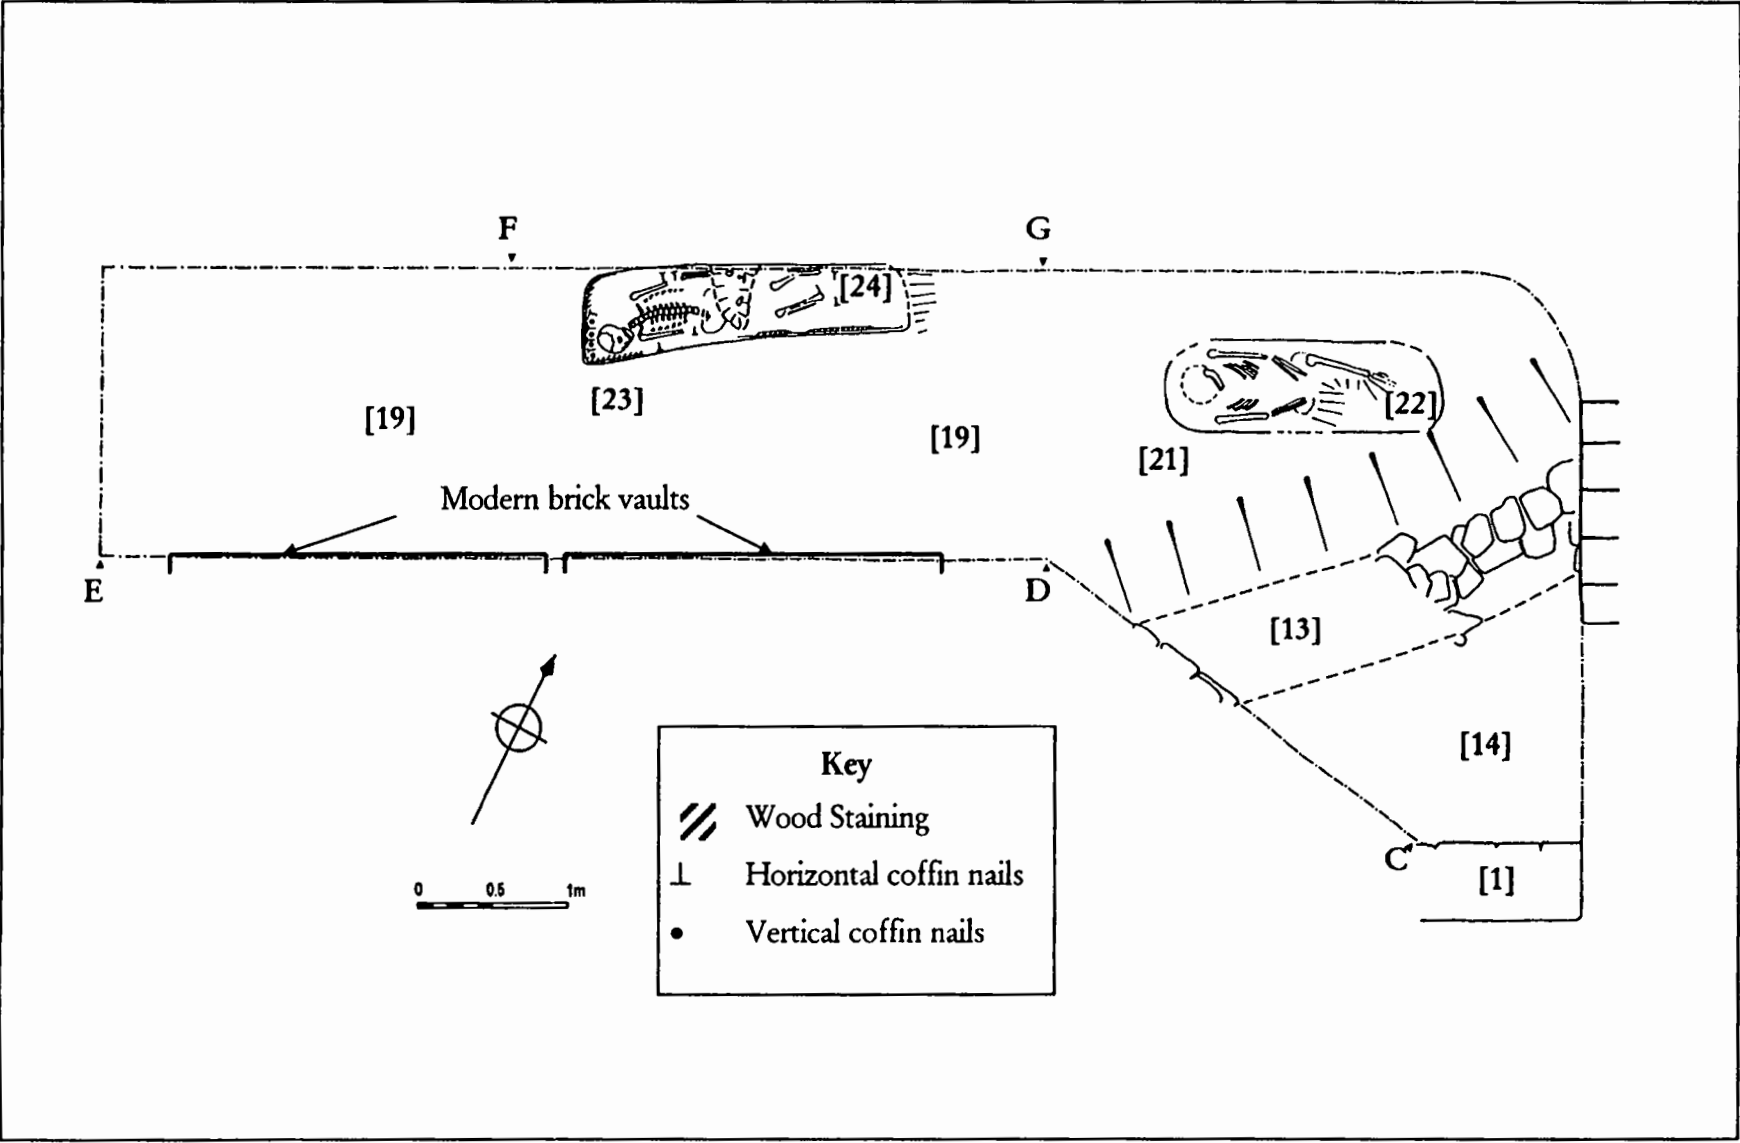 F
G
[24]
[23]
[22]
[19]
[19]
[21]
Modern brick vaults
E
D
[13]
[14]
C
[1]
0 0.5 1m
Key
Wood Staining
Horizontal coffin nails
Vertical coffin nails